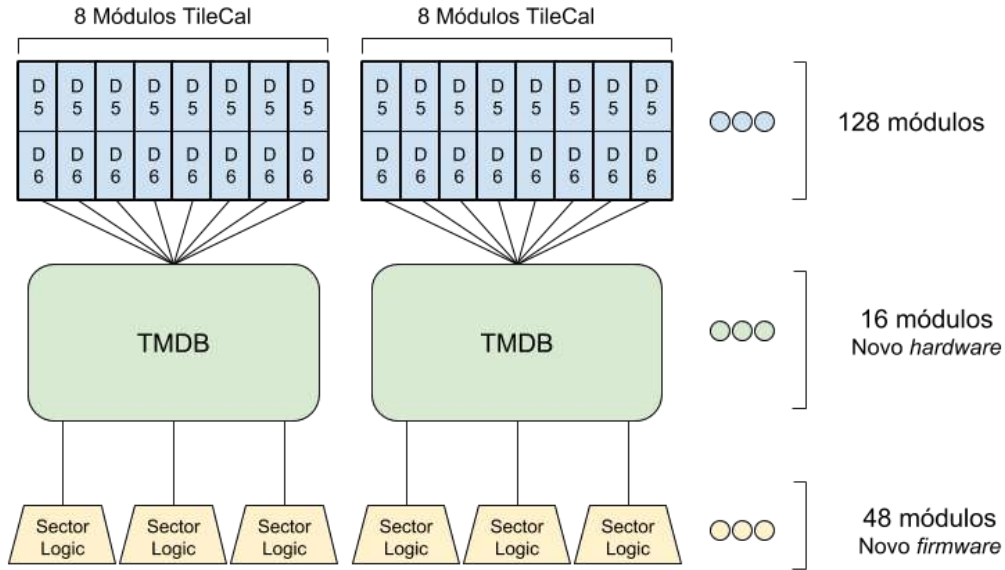 8 Módulos TileCal
8 Módulos TileCal
D D D D D D D D
5 5 5 5 5 5 5 5
D D D D D D D D
5 5 5 5 5 5 5 5
D D D D D D D D
6 6 6 6 6 6 6 6
D D D D D D D D
6 6 6 6 6 6 6 6
128 módulos
TMDB
TMDB
16 módulos
Novo hardware
Sector
Logic
Sector
Logic
Sector
Logic
Sector
Logic
Sector
Logic
Sector
Logic
48 módulos
Novo firmware